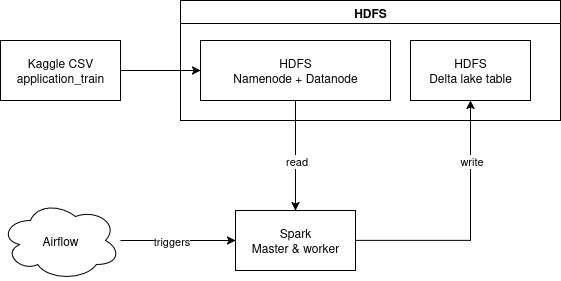 HDFS
Kaggle CSV
application_train
HDFS
Namenode + Datanode
HDFS
Delta lake table
read
write
Airflow
triggers
Spark
Master & worker